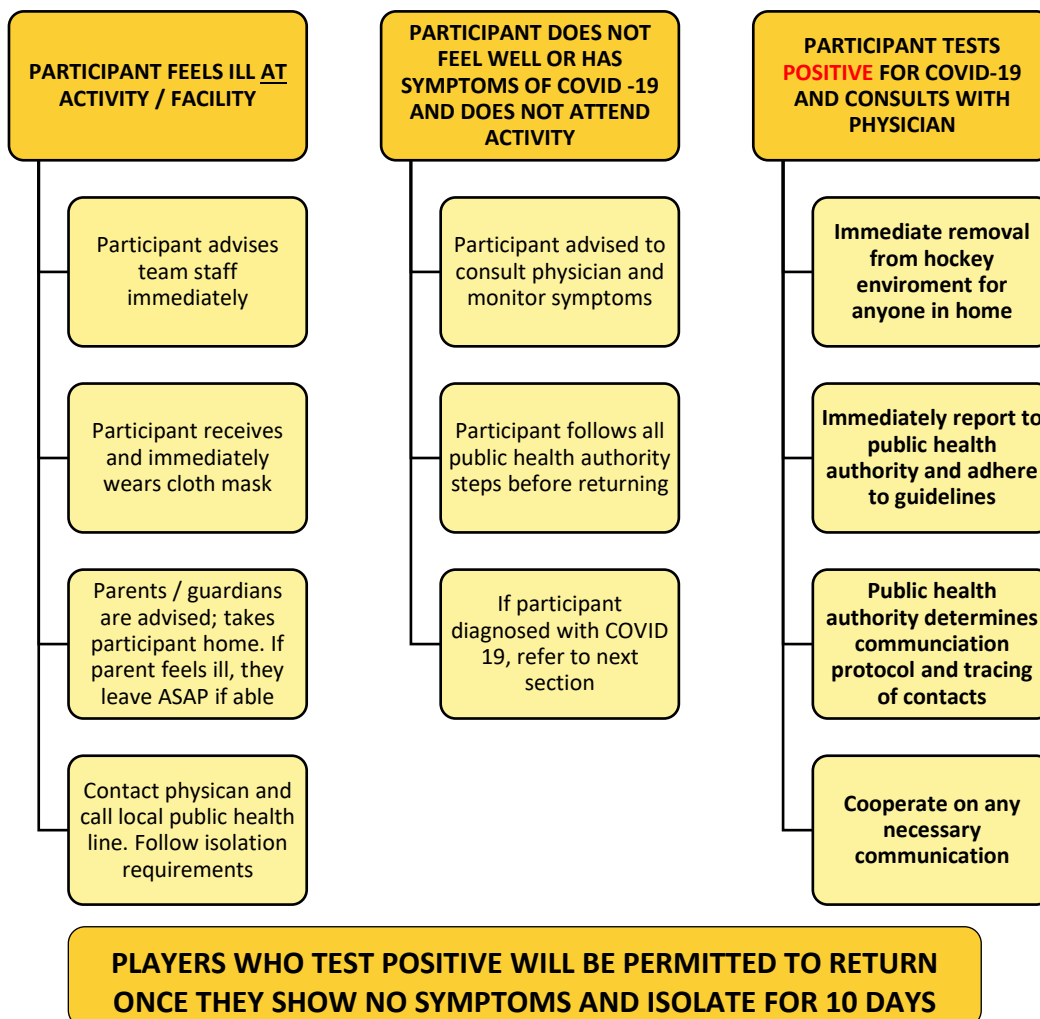 PARTICIPANT FEELS ILL AT
ACTIVITY / FACILITY
Participant advises
team staff
immediately
Participant receives
and immediately
wears cloth mask
Parents / guardians
are advised; takes
participant home. If
parent feels ill, they
leave ASAP if able
Contact physican and
call local public health
line. Follow isolation
requirements
PARTICIPANT DOES NOT
FEEL WELL OR HAS
SYMPTOMS OF COVID -19
AND DOES NOT ATTEND
ACTIVITY
Participant advised to
consult physician and
monitor symptoms
Participant follows all
public health authority
steps before returning
If participant
diagnosed with COVID
19, refer to next
section
PARTICIPANT TESTS
POSITIVE FOR COVID-19
AND CONSULTS WITH
PHYSICIAN
Immediate removal
from hockey
enviroment for
anyone in home
Immediately report to
public health
authority and adhere
to guidelines
Public health
authority determines
communciation
protocol and tracing
of contacts
Cooperate on any
necessary
communication
PLAYERS WHO TEST POSITIVE WILL BE PERMITTED TO RETURN
ONCE THEY SHOW NO SYMPTOMS AND ISOLATE FOR 10 DAYS